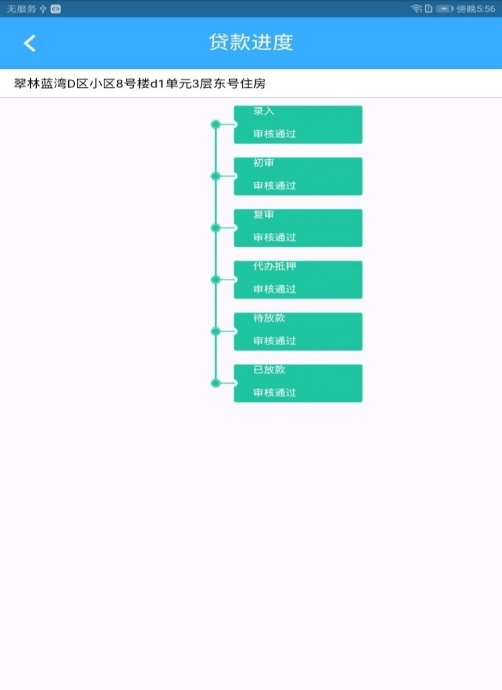 无服务
傍晚5:56
贷款进度
翠林蓝湾D区小区8号楼d1单元3层东号住房
录入
审核通过
初审
审核通过
复审
审核通过
代办抵押
审核通过
待放款
审核通过
已放款
审核通过